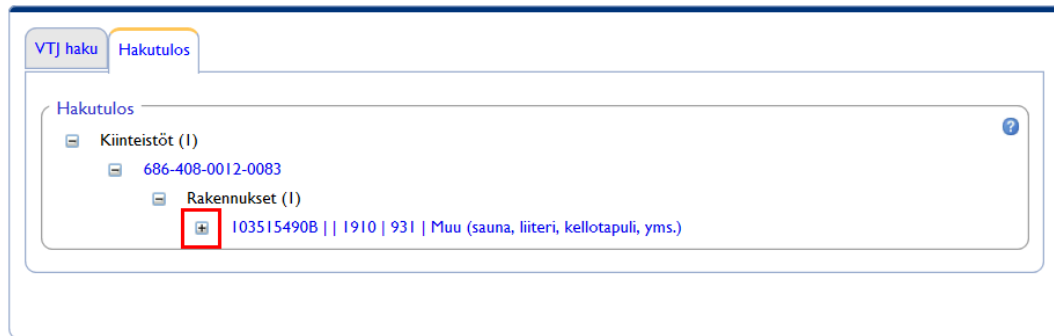 VTJ haku Hakutulos
Hakutulos
Kiinteistöt (1)
686-408-0012-0083
Rakennukset (1)
103515490B | | 1910 | 931 | Muu (sauna, liiteri, kellotapuli, yms.)